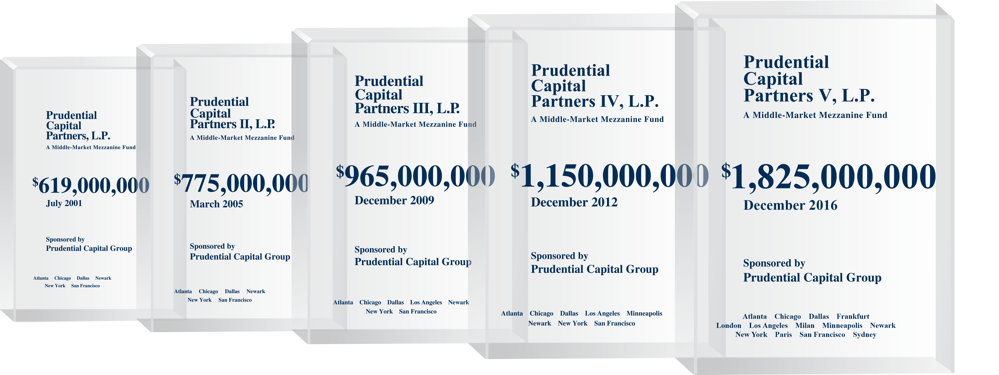 Prudential
Capital
Partners, L.P.
A Middle-Market Mezzanine Fund
$619,000,000
July 2001
Sponsored by
Prudential Capital Group
Atlanta Chicago Dallas Newark
New York San Francisco
Prudential
Capital
Partners II, L.P.
A Middle-Market Mezzanine Fund
$775,000,000
March 2005
Sponsored by
Prudential Capital Group
Atlanta Chicago Dallas Newark
New York San Francisco
Prudential
Capital
Partners III, L.P.
A Middle-Market Mezzanine Fund
$965,000,000
December 2009
Sponsored by
Prudential Capital Group
Atlanta Chicago Dallas Los Angeles Newark
New York San Francisco
Prudential
Capital
Partners IV, L.P.
A Middle-Market Mezzanine Fund
$1,150,000,000
December 2012
Sponsored by
Prudential Capital Group
Atlanta Chicago Dallas Los Angeles Minneapolis
Newark New York San Francisco
Prudential
Capital
Partners V, L.P.
A Middle-Market Mezzanine Fund
$1,825,000,000
December 2016
Sponsored by
Prudential Capital Group
Atlanta Chicago Dallas Frankfurt
London Los Angeles Milan Minneapolis Newark
New York Paris San Francisco Sydney